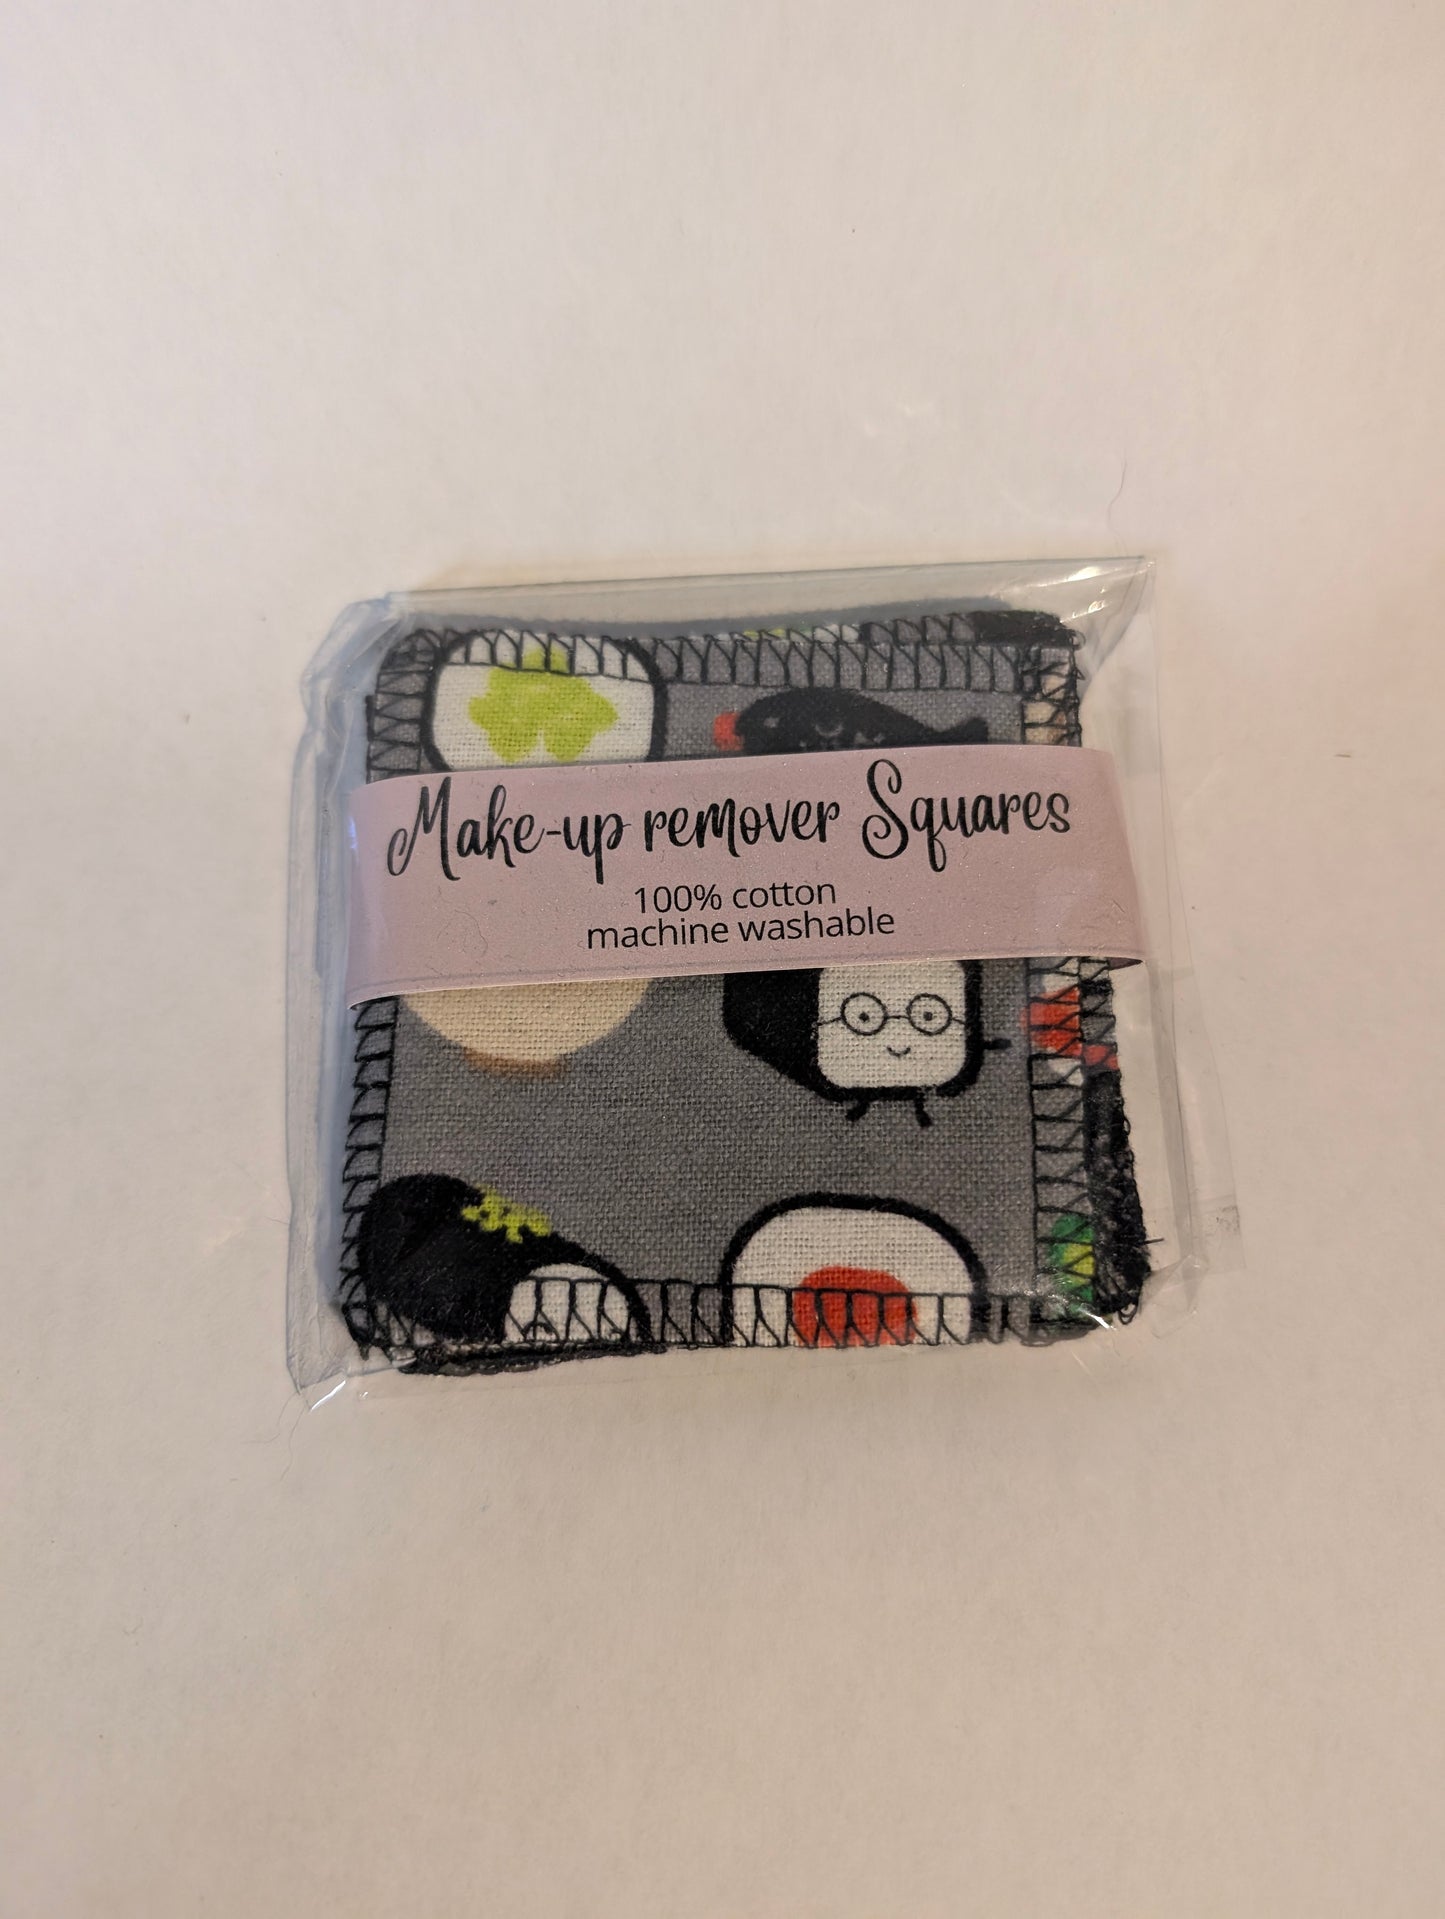 Make-up remover Squares
100% cotton
machine washable